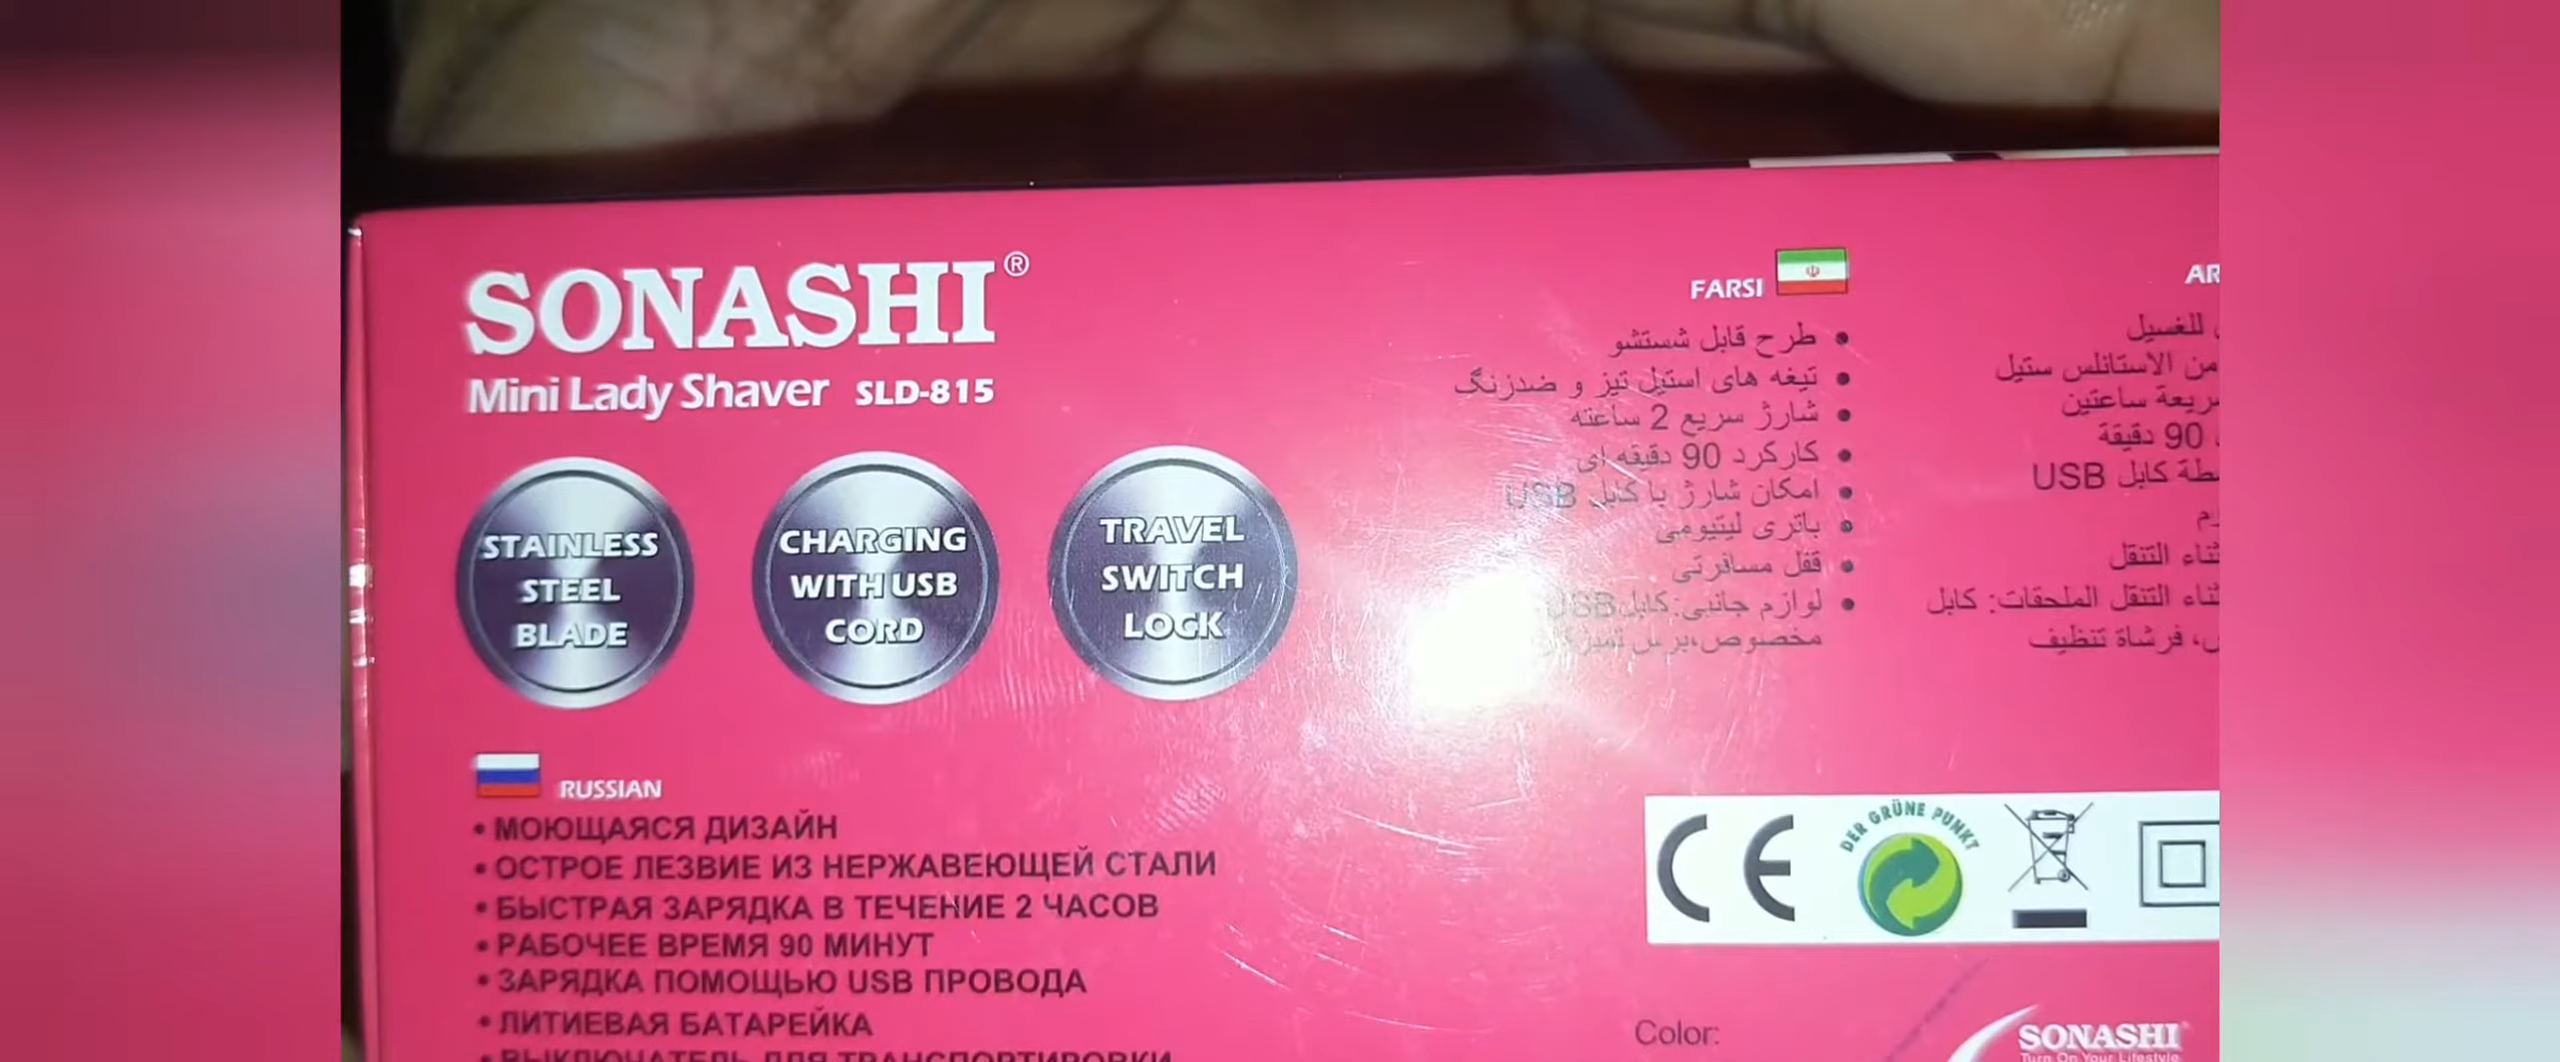 SONASHI®
Mini Lady Shaver SLD-815
STAINLESS
STEEL
BLADE
CHARGING
WITH USB
CORD
TRAVEL
SWITCH
LOCK
RUSSIAN
• МОЮЩАЯСЯ ДИЗАЙН
• ОСТРОЕ ЛЕЗВИЕ ИЗ НЕРЖАВЕЮЩЕЙ СТАЛИ
• БЫСТРАЯ ЗАРЯДКА В ТЕЧЕНИЕ 2 ЧАСОВ
• РАБОЧЕЕ ВРЕМЯ 90 МИНУТ
• ЗАРЯДКА ПОМОЩЬЮ USB ПРОВОДА
• ЛИТИЕВАЯ БАТАРЕЙКА
• ВЫКЛЮЧАТЕЛЬ ДЛЯ ТРАНСПОРТИРОВКИ
FARSI
• طرح قابل شستشو
• تیغه های استیل تیز و ضدزنگ
• شارژ سریع 2 ساعته
• کارکرد 90 دقیقه ای
• امکان شارژ با کابل USB
• باتری لیتیومی
• قفل مسافرتی
• لوازم جانبی:کابل USB
مخصوص،برس
للغسيل
من الاستانلس ستيل
ساعتين
90 دقيقة
كابل USB
التنقل
التنقل الملحقات: كابل
فرشاة تنظيف
CE
DER GRÜNE PUNKT
Color:
SONASHI
Turn On Your Lifestyle